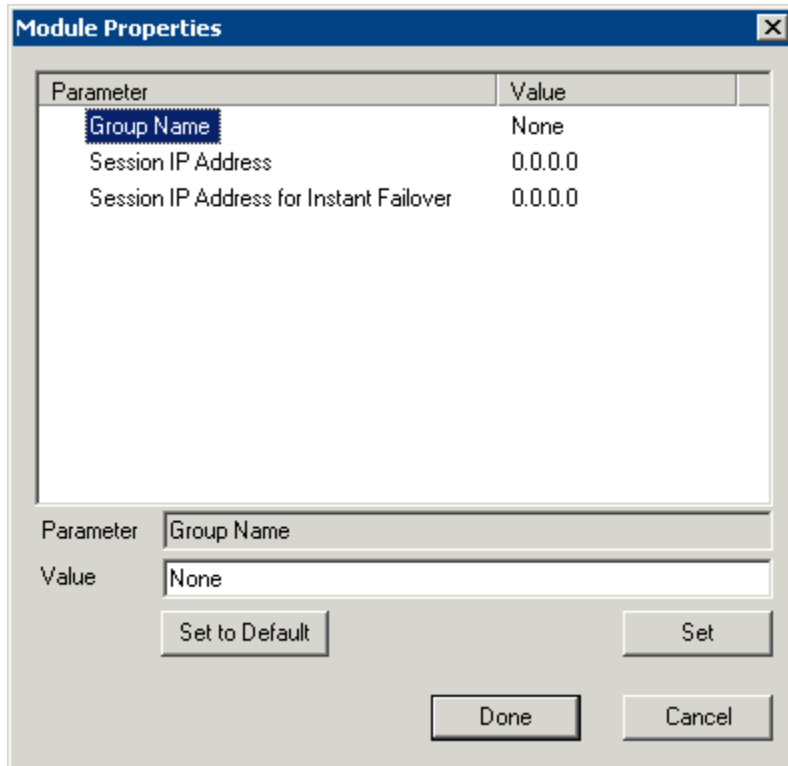 Module Properties
Parameter Value
Group Name None
Session IP Address 0.0.0.0
Session IP Address for Instant Failover 0.0.0.0
Parameter Group Name
Value None
Set to Default Set
Done Cancel